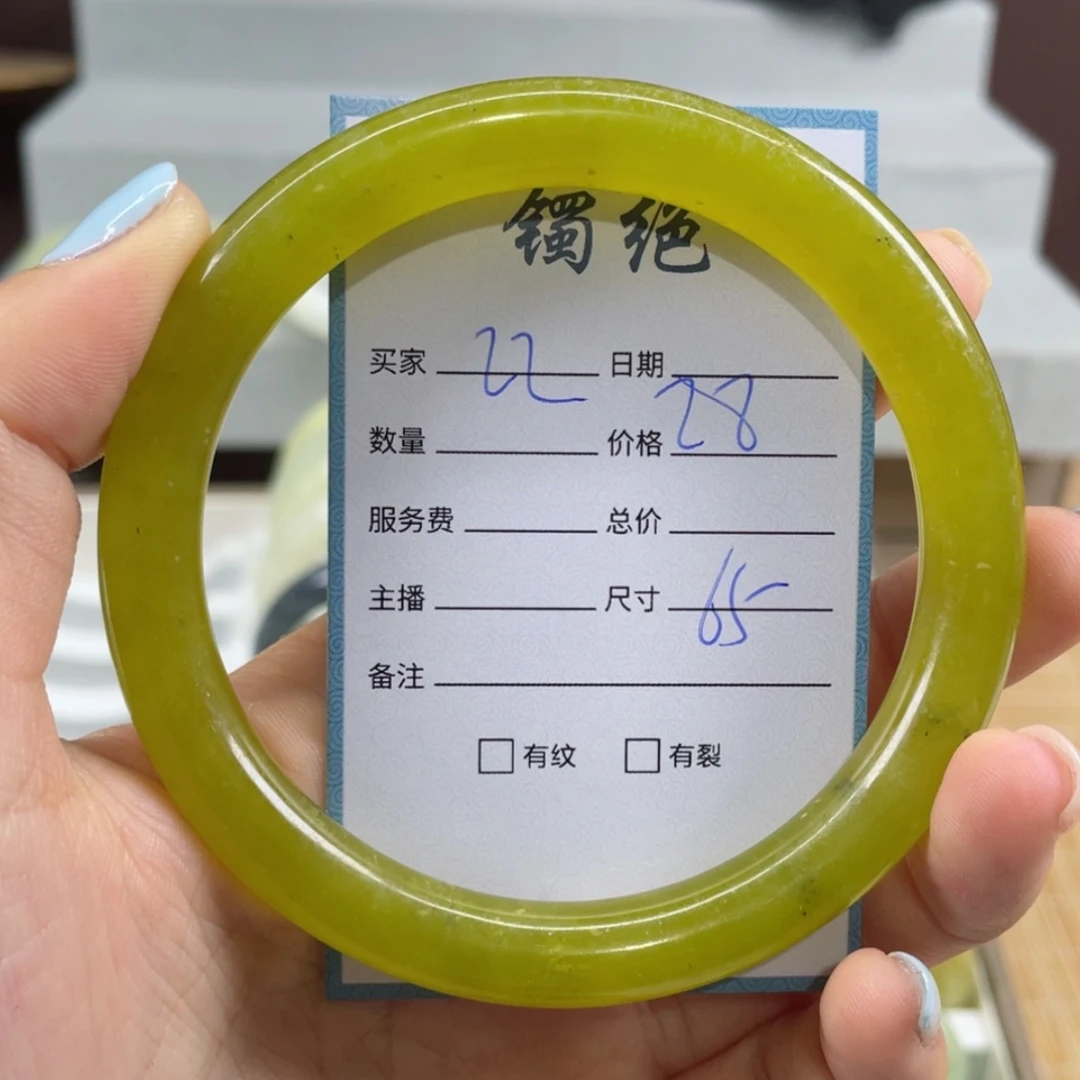 镯绝
买家 22 日期
数量 价格 28
服务费 总价
主播 尺寸 65
备注
有纹 有裂